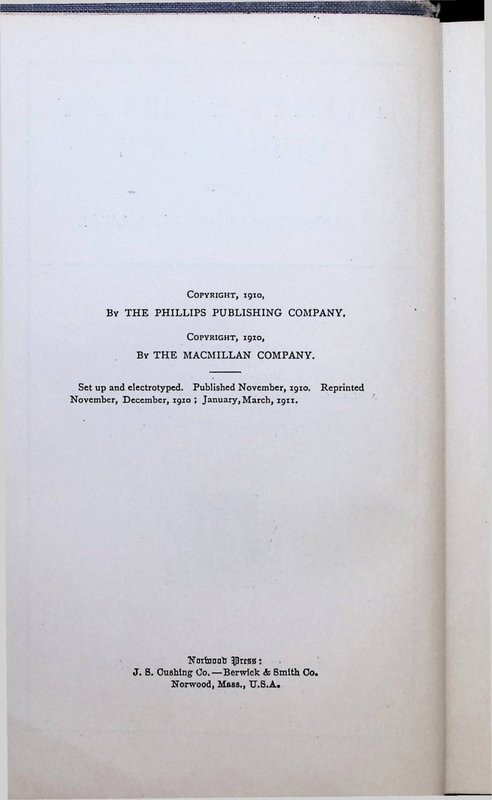 COPYRIGHT, 1910,
BY THE PHILLIPS PUBLISHING COMPANY.
COPYRIGHT, 1910,
BY THE MACMILLAN COMPANY.
Set up and electrotyped. Published November, 1910. Reprinted
November, December, 1910; January, March, 1911.
Norwood Press:
J. S. Cushing Co.—Berwick & Smith Co.
Norwood, Mass., U.S.A.